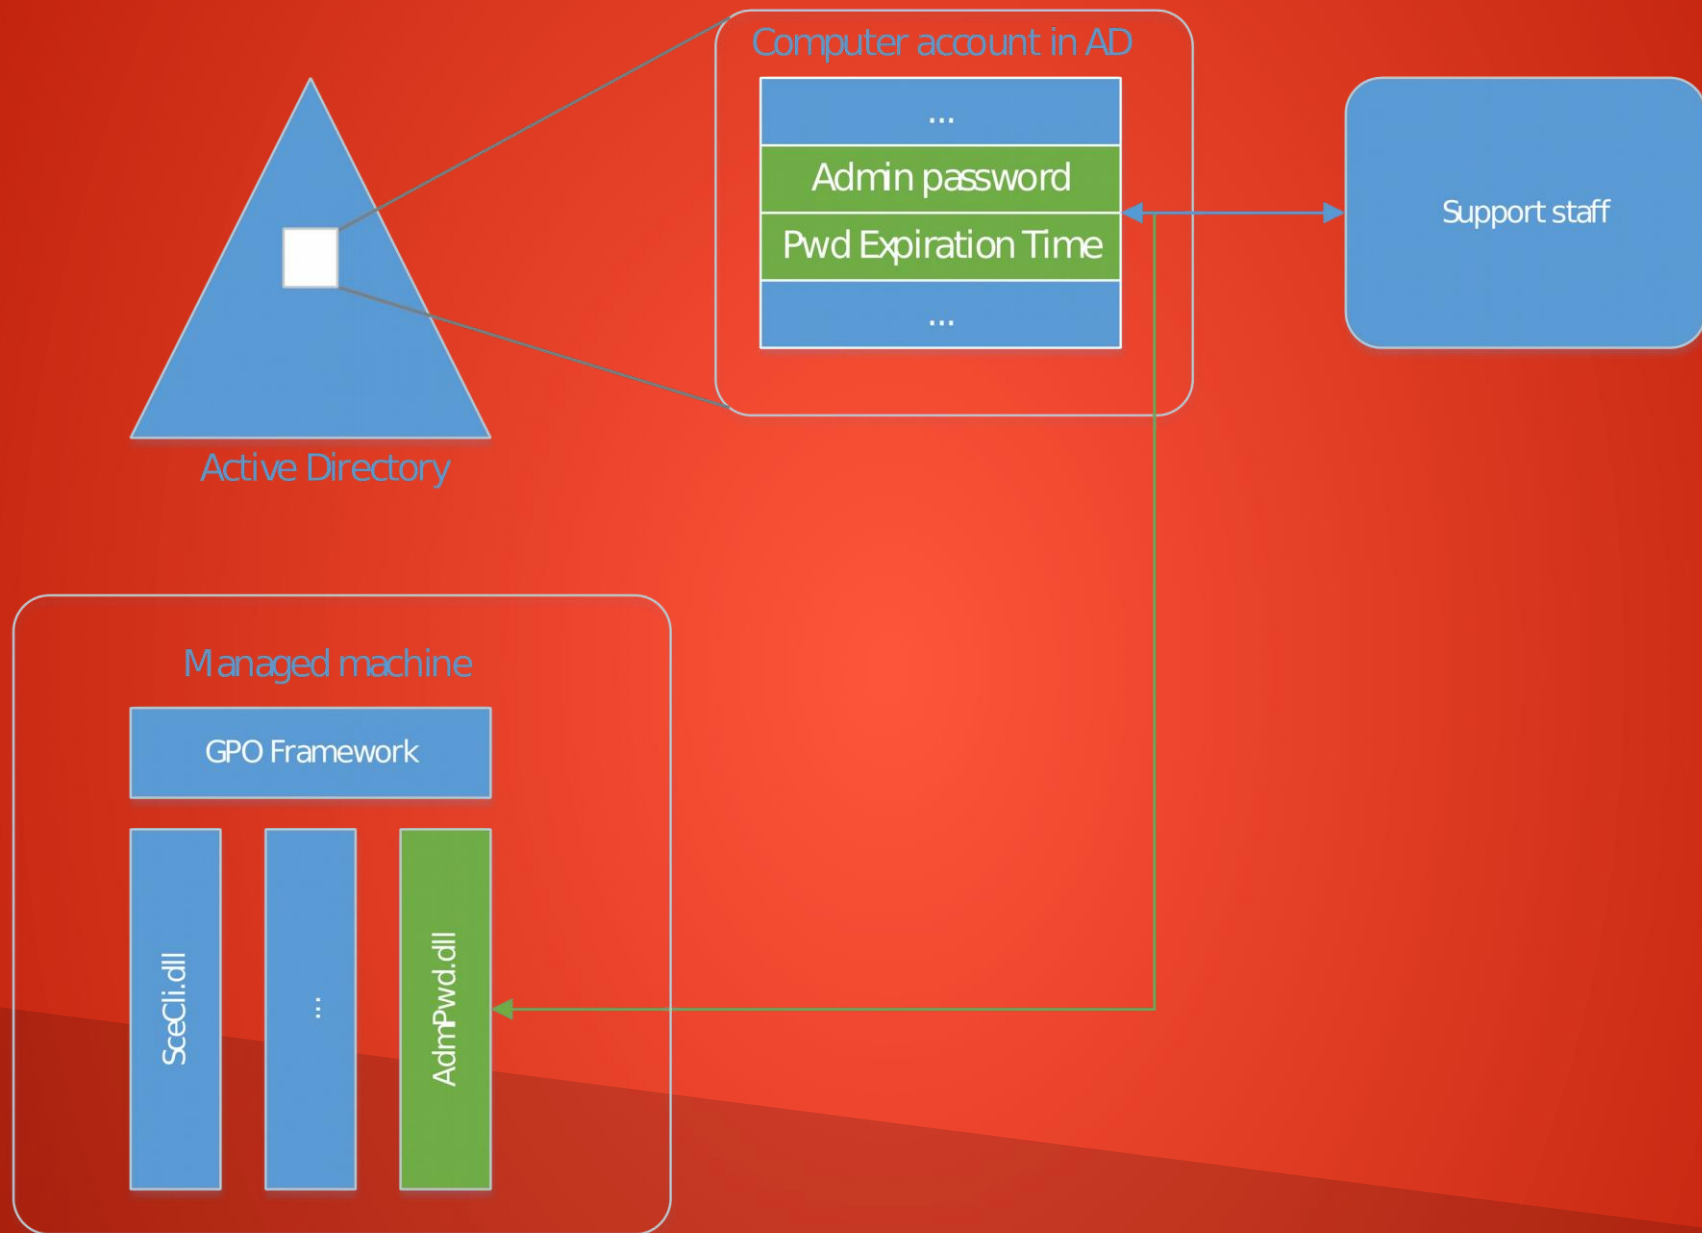 Computer account in AD
...
Admin password
Pwd Expiration Time
...
Support staff
Active Directory
Managed machine
GPO Framework
SceCli.dll
...
AdmPwd.dll